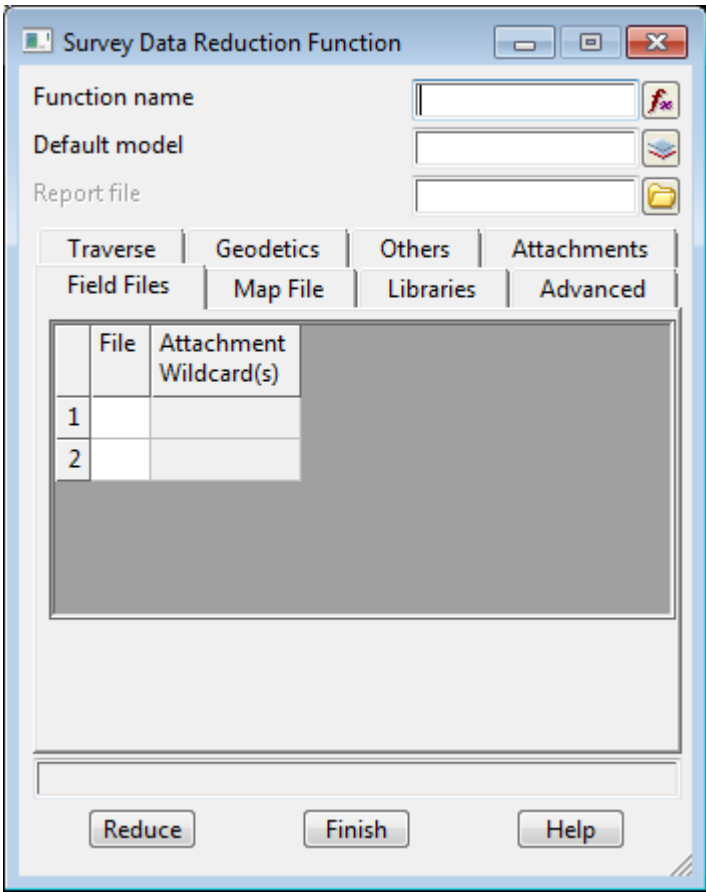 Survey Data Reduction Function
Function name
Default model
Report file
Traverse Geodetics Others Attachments
Field Files Map File Libraries Advanced
File Attachment
Wildcard(s)
1
2
Reduce Finish Help